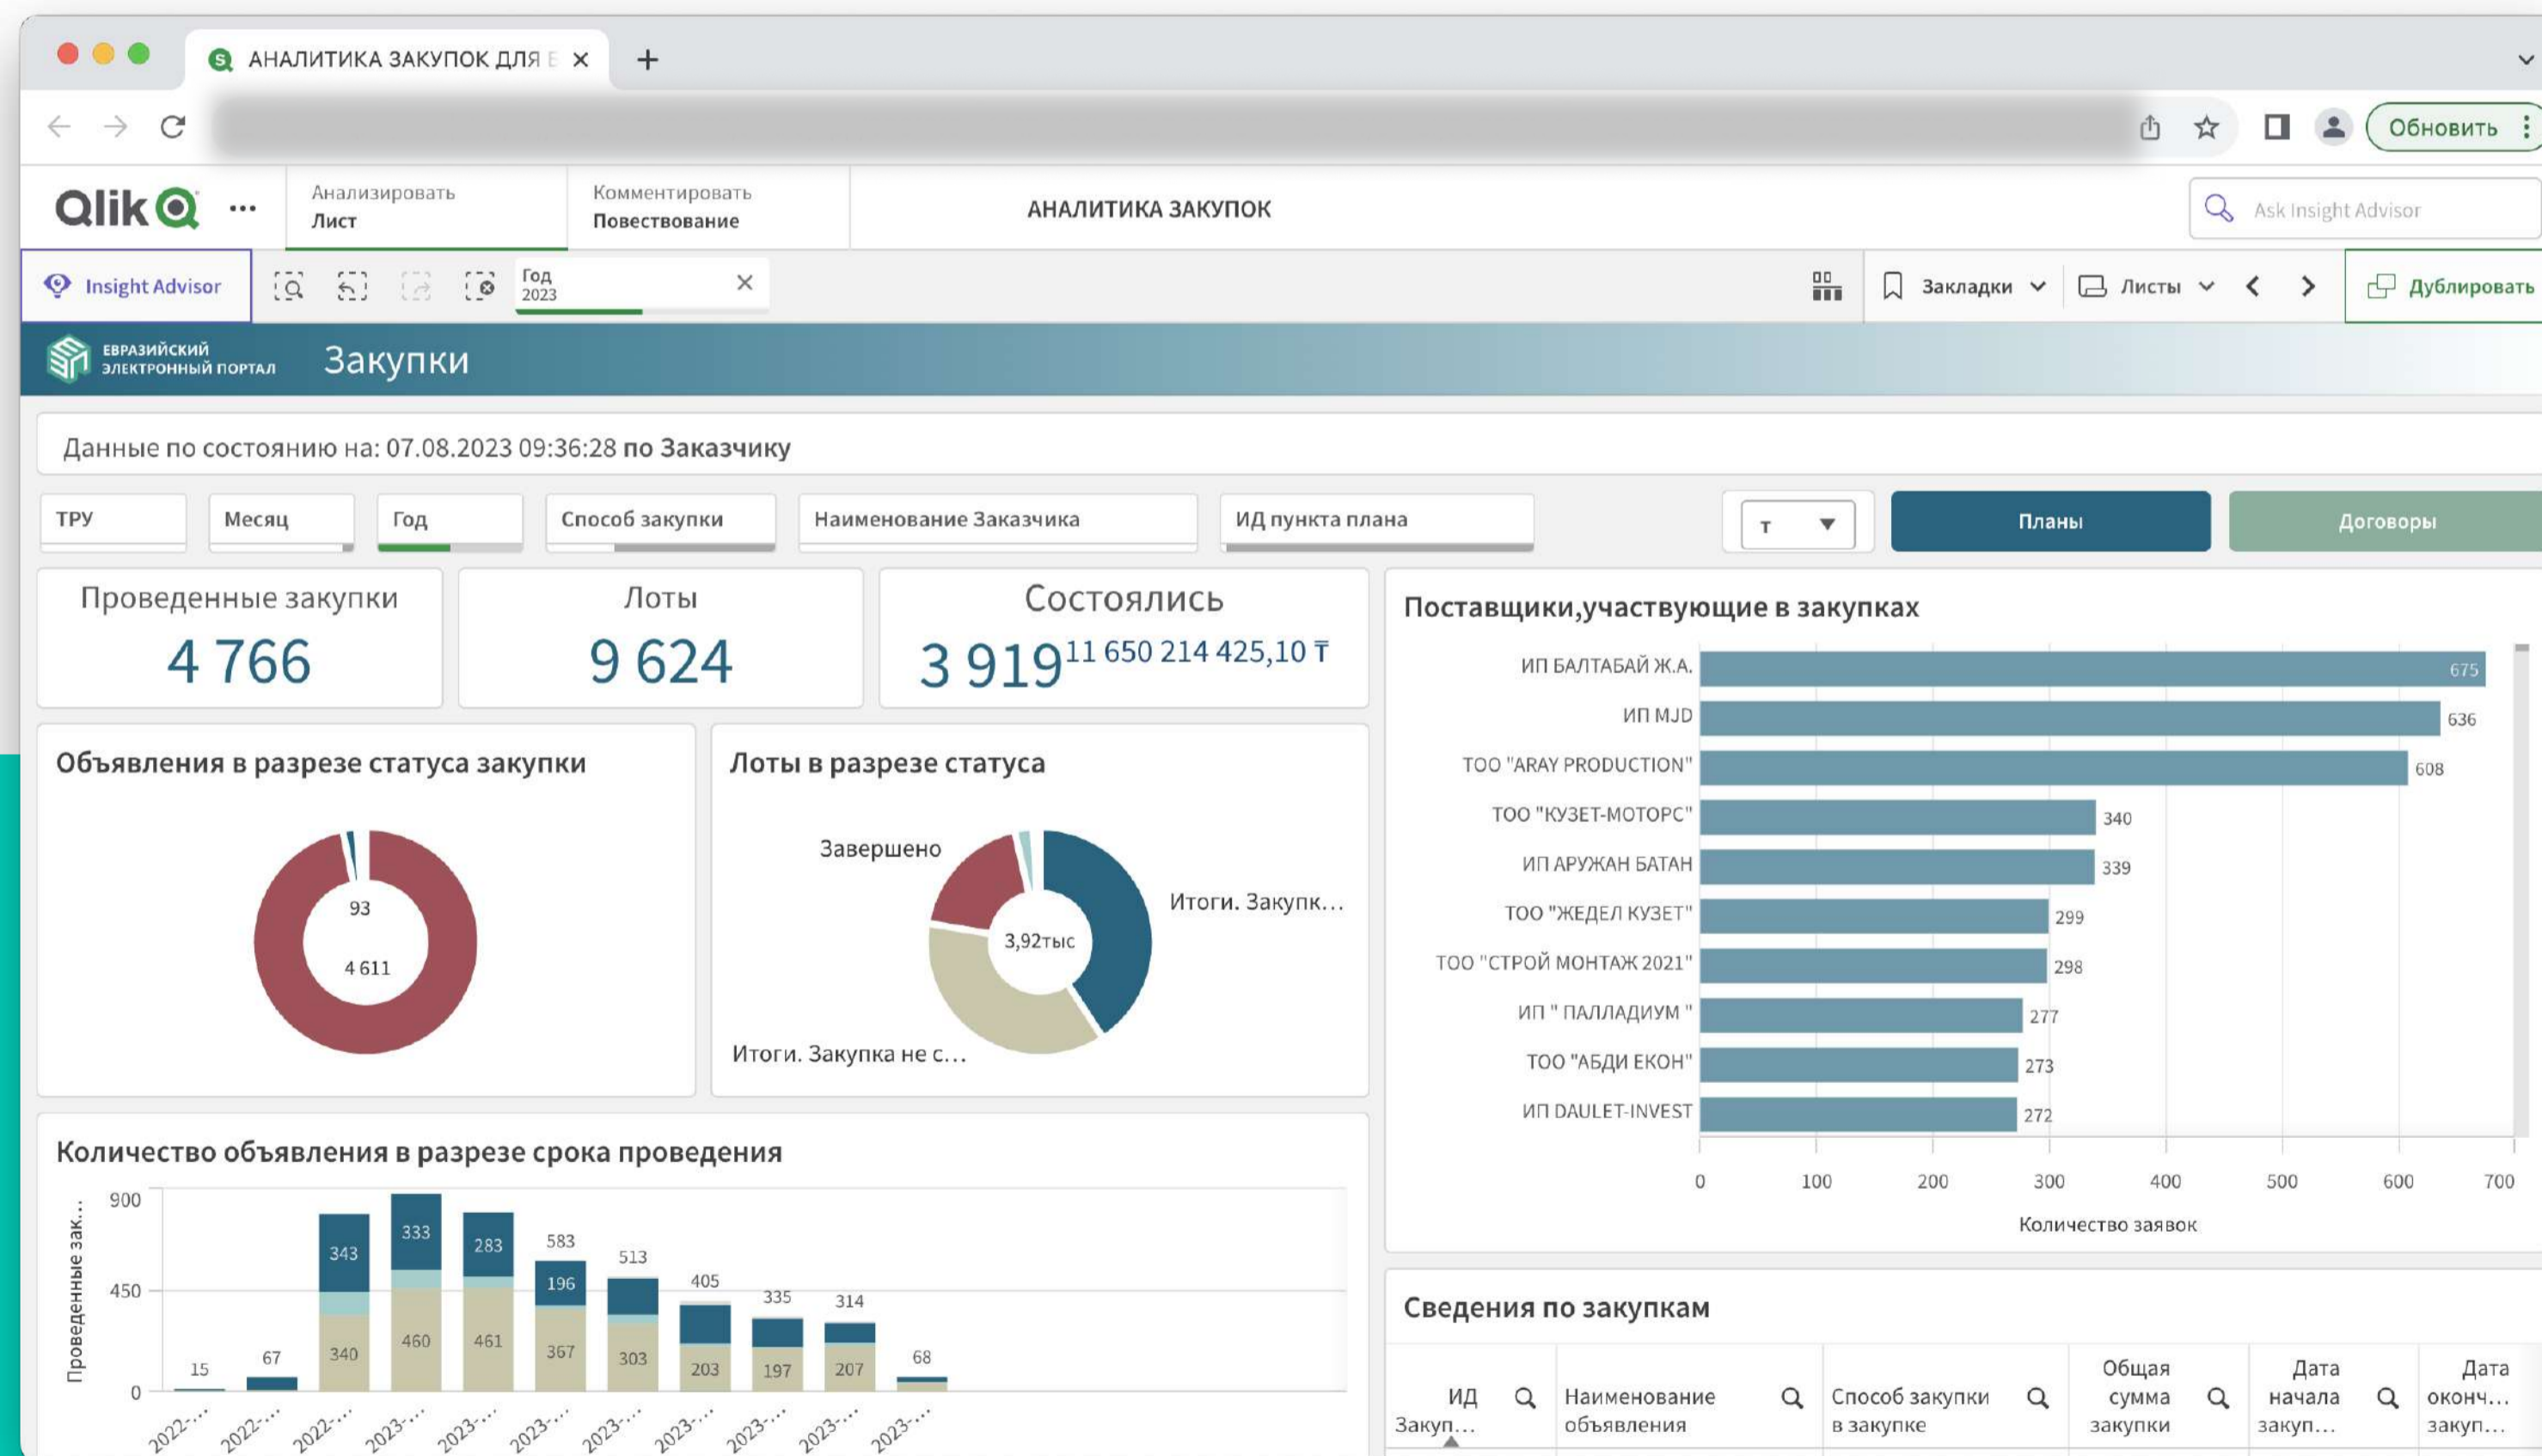 АНАЛИТИКА ЗАКУПОК ДЛЯ
Обновить
Qlik
Анализировать
Лист
Комментировать
Повествование
АНАЛИТИКА ЗАКУПОК
Ask Insight Advisor
Insight Advisor
Год
2023
Закладки
Листы
Дублировать
ЕВРАЗИЙСКИЙ
ЭЛЕКТРОННЫЙ ПОРТАЛ
Закупки
Данные по состоянию на: 07.08.2023 09:36:28 по Заказчику
ТРУ
Месяц
Год
Способ закупки
Наименование Заказчика
ИД пункта плана
т
Планы
Договоры
Проведенные закупки
4 766
Лоты
9 624
Состоялись
3 919 11 650 214 425,10 ₸
Объявления в разрезе статуса закупки
93
4 611
Лоты в разрезе статуса
Завершено
Итоги. Закупк...
3,92тыс
Итоги. Закупка не с...
Поставщики,участвующие в закупках
ИП БАЛТАБАЙ Ж.А. 675
ИП MJD 636
ТОО "ARAY PRODUCTION" 608
ТОО "КУЗЕТ-МОТОРС" 340
ИП АРУЖАН БАТАН 339
ТОО "ЖЕДЕЛ КУЗЕТ" 299
ТОО "СТРОЙ МОНТАЖ 2021" 298
ИП " ПАЛЛАДИУМ " 277
ТОО "АБДИ ЕКОН" 273
ИП DAULET-INVEST 272
0 100 200 300 400 500 600 700
Количество заявок
Количество объявления в разрезе срока проведения
Проведенные зак...
900
450
0
15
67
343
340
333
460
283
461
583
196
367
513
303
405
203
335
197
314
207
68
2022-... 2022-... 2022-... 2023-... 2023-... 2023-... 2023-... 2023-... 2023-... 2023-... 2023-...
Сведения по закупкам
ИД
Закуп...
Наименование
объявления
Способ закупки
в закупке
Общая
сумма
закупки
Дата
начала
закуп...
Дата
оконч...
закуп...